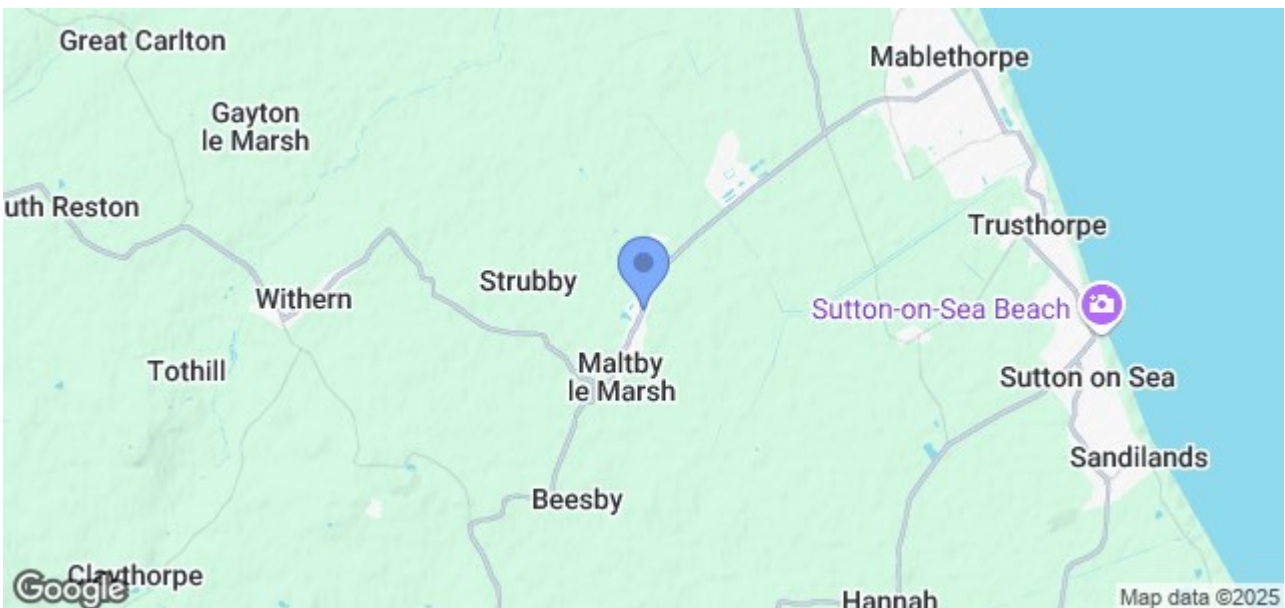 Great Carlton
Mablethorpe
Gayton
le Marsh
uth Reston
Trusthorpe
Strubby
Withern
Sutton-on-Sea Beach
Maltby
le Marsh
Tothill
Sutton on Sea
Sandilands
Beesby
Claythorpe
Google
Hannah
Map data ©2025